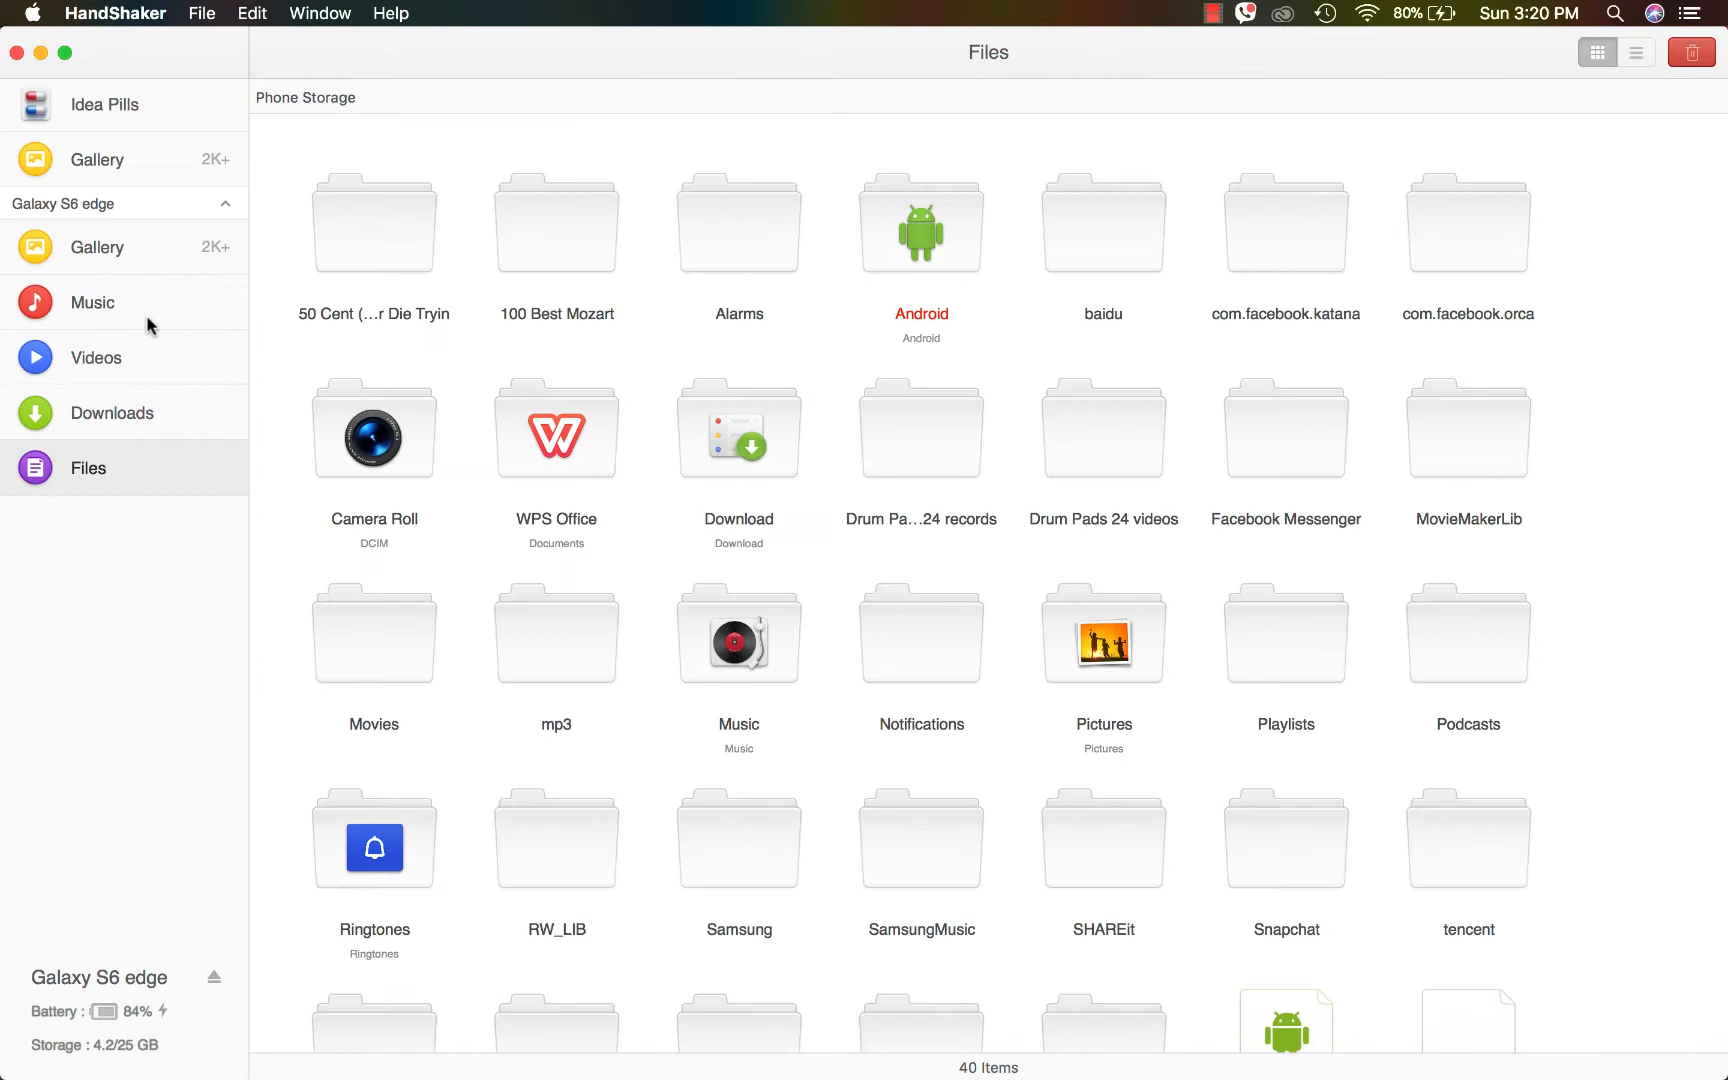 HandShaker File Edit Window Help 80% Sun 3:20 PM
Files
Idea Pills
Phone Storage
Gallery 2K+
Galaxy S6 edge
Gallery 2K+
Music
Videos
Downloads
Files
50 Cent (...r Die Tryin 100 Best Mozart Alarms Android baidu com.facebook.katana com.facebook.orca
Android
Camera Roll WPS Office Download Drum Pa...24 records Drum Pads 24 videos Facebook Messenger MovieMakerLib
DCIM Documents Download
Movies mp3 Music Notifications Pictures Playlists Podcasts
Music Pictures
Ringtones RW_LIB Samsung SamsungMusic SHAREit Snapchat tencent
Ringtones
Galaxy S6 edge
Battery : 84%
Storage : 4.2/25 GB
40 Items